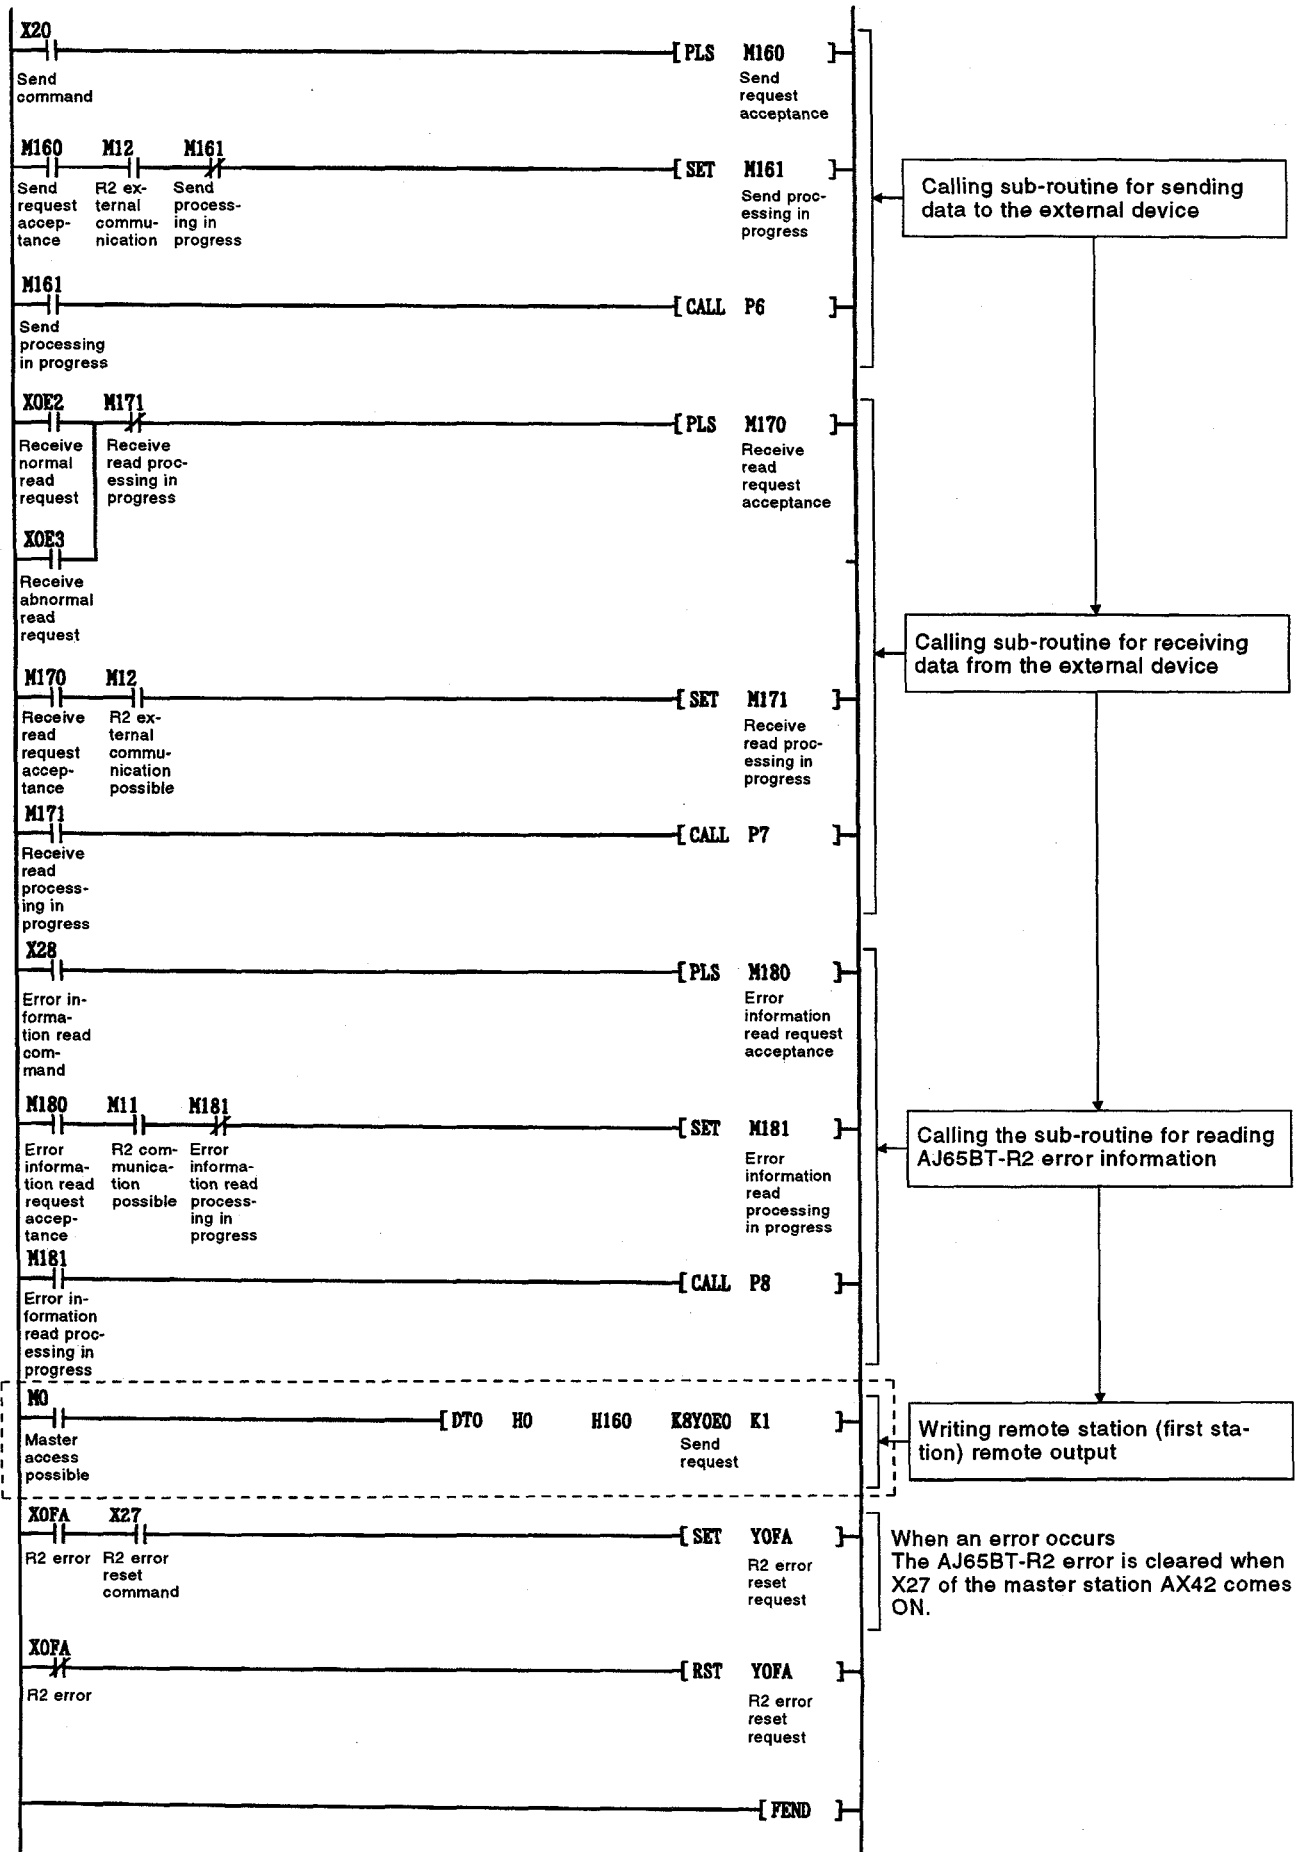 X20
[ PLS M160 ]
Send
command
Send
request
acceptance
M160 M12 M161
[ SET M161 ]
Send
request
accep-
tance
R2 ex-
ternal
commu-
nication
Send
process-
ing in
progress
Send proc-
essing in
progress
Calling sub-routine for sending
data to the external device
M161
[ CALL P6 ]
Send
processing
in progress
X0E2 M171
[ PLS M170 ]
Receive
normal
read
request
Receive
read proc-
essing in
progress
Receive
read
request
acceptance
X0E3
Receive
abnormal
read
request
Calling sub-routine for receiving
data from the external device
M170 M12
[ SET M171 ]
Receive
read
request
accep-
tance
R2 ex-
ternal
commu-
nication
possible
Receive
read proc-
essing in
progress
M171
[ CALL P7 ]
Receive
read
process-
ing in
progress
X28
[ PLS M180 ]
Error in-
forma-
tion read
com-
mand
Error
information
read request
acceptance
M180 M11 M181
[ SET M181 ]
Error
informa-
tion read
request
accep-
tance
R2 com-
munica-
tion
possible
Error
informa-
tion read
process-
ing in
progress
Error
information
read
processing
in progress
Calling the sub-routine for reading
AJ65BT-R2 error information
M181
[ CALL P8 ]
Error in-
formation
read proc-
essing in
progress
M0
[ DTO H0 H160 K8Y0E0 K1 ]
Master
access
possible
Send
request
Writing remote station (first sta-
tion) remote output
X0FA X27
[ SET Y0FA ]
R2 error
R2 error
reset
command
R2 error
reset
request
When an error occurs
The AJ65BT-R2 error is cleared when
X27 of the master station AX42 comes
ON.
X0FA
[ RST Y0FA ]
R2 error
R2 error
reset
request
[ FEND ]